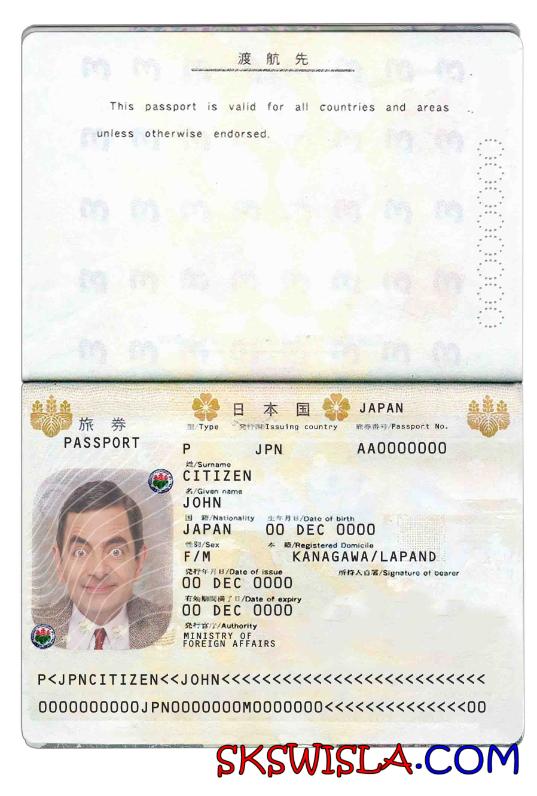 渡航先
This passport is valid for all countries and areas
unless otherwise endorsed.
旅券
PASSPORT
日本国 JAPAN
型/Type 発行国/Issuing country 旅券番号/Passport No.
P JPN AA0000000
姓/Surname
CITIZEN
名/Given name
JOHN
国 籍/Nationality 生年月日/Date of birth
JAPAN 00 DEC 0000
性別/Sex 本 籍/Registered Domicile
F/M KANAGAWA/LAPAND
発行年月日/Date of issue 所持人自署/Signature of bearer
00 DEC 0000
有効期間満了日/Date of expiry
00 DEC 0000
発行官庁/Authority
MINISTRY OF
FOREIGN AFFAIRS
P<JPNCITIZEN<<JOHN<<<<<<<<<<<<<<<<<<<<<<<<<<
0000000000JPN0000000M0000000<<<<<<<<<<<<<<00
SKSWISLA.COM